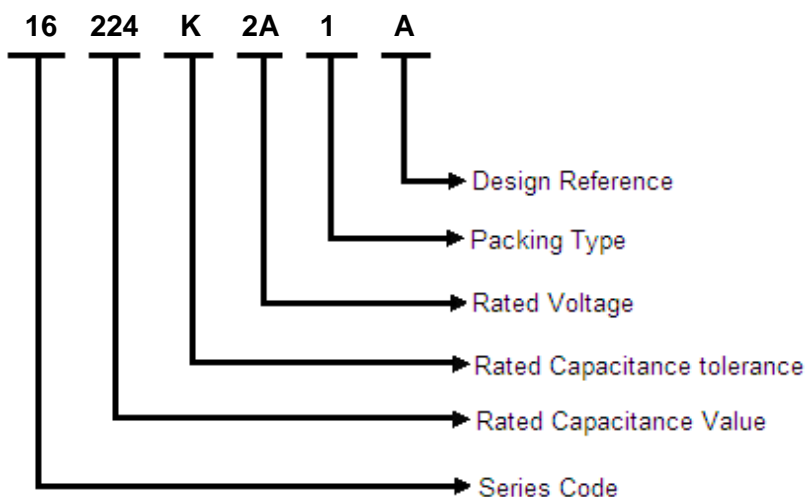 16 224 K 2A 1 A
Design Reference
Packing Type
Rated Voltage
Rated Capacitance tolerance
Rated Capacitance Value
Series Code